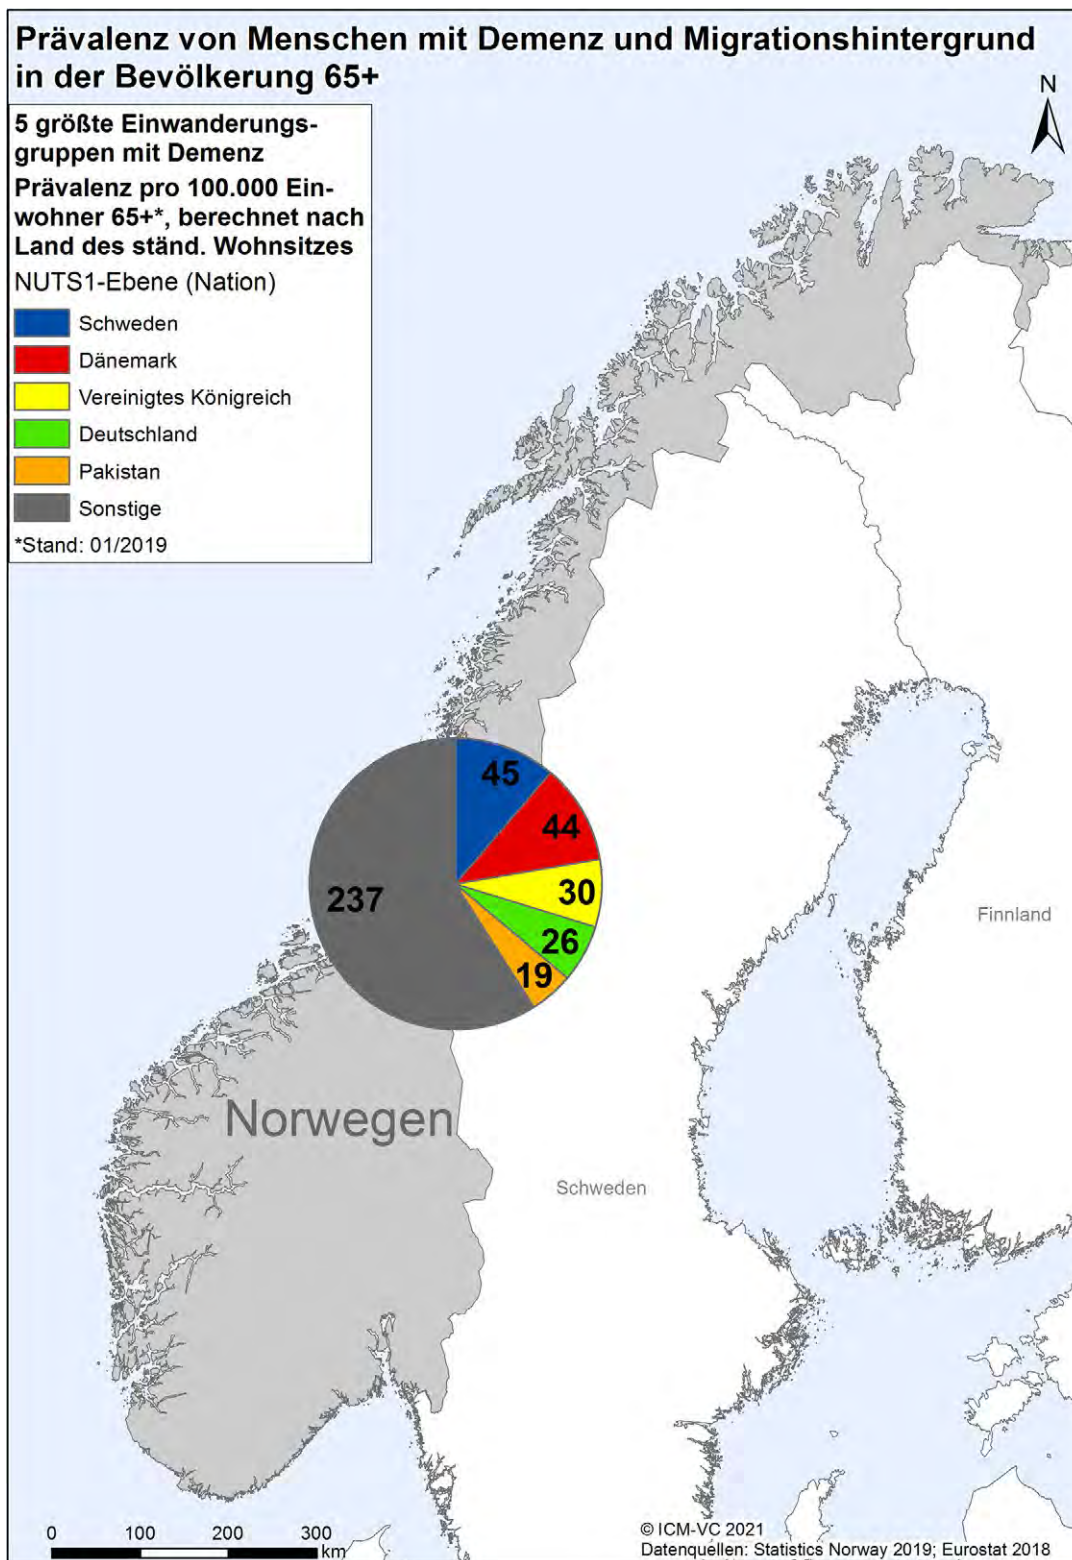 Prävalenz von Menschen mit Demenz und Migrationshintergrund
in der Bevölkerung 65+
N
5 größte Einwanderungs-
gruppen mit Demenz
Prävalenz pro 100.000 Ein-
wohner 65+*, berechnet nach
Land des ständ. Wohnsitzes
NUTS1-Ebene (Nation)
Schweden
Dänemark
Vereinigtes Königreich
Deutschland
Pakistan
Sonstige
*Stand: 01/2019
45
44
30
26
19
237
Finnland
Norwegen
Schweden
0 100 200 300
km
© ICM-VC 2021
Datenquellen: Statistics Norway 2019; Eurostat 2018